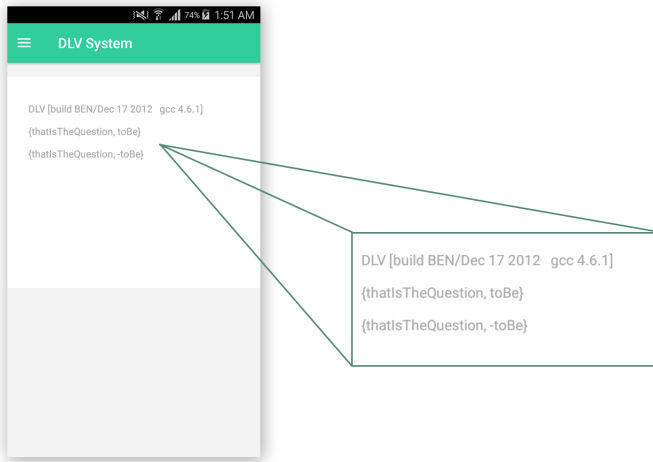 74% 1:51 AM
DLV System
DLV [build BEN/Dec 17 2012 gcc 4.6.1]
{thatIsTheQuestion, toBe}
{thatIsTheQuestion, -toBe}
DLV [build BEN/Dec 17 2012 gcc 4.6.1]
{thatIsTheQuestion, toBe}
{thatIsTheQuestion, -toBe}